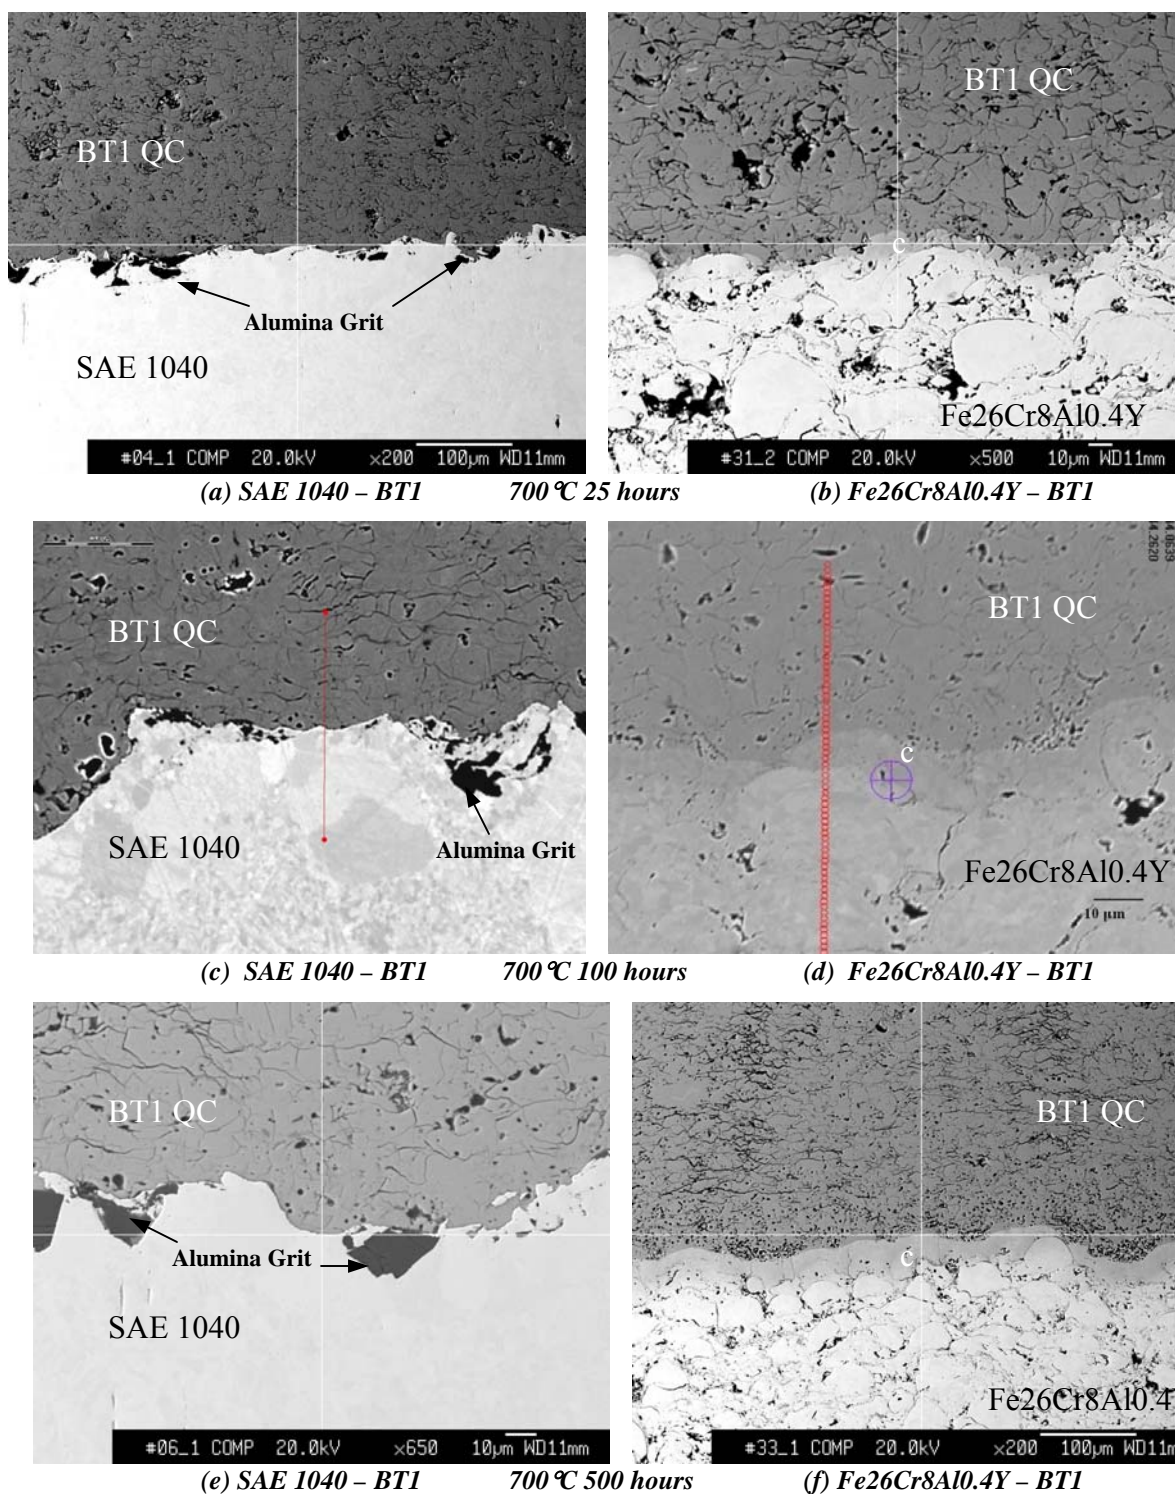 BT1 QC
Alumina Grit
SAE 1040
#04_1 COMP 20.0kV ×200 100μm WD11mm
BT1 QC
c
Fe26Cr8Al0.4Y
#31_2 COMP 20.0kV ×500 10μm WD11mm
(a) SAE 1040 – BT1 700℃ 25 hours (b) Fe26Cr8Al0.4Y – BT1
BT1 QC
SAE 1040
Alumina Grit
BT1 QC
c
Fe26Cr8Al0.4Y
10 μm
(c) SAE 1040 – BT1 700℃ 100 hours (d) Fe26Cr8Al0.4Y – BT1
BT1 QC
Alumina Grit
SAE 1040
#06_1 COMP 20.0kV ×650 10μm WD11mm
BT1 QC
c
Fe26Cr8Al0.4
#33_1 COMP 20.0kV ×200 100μm WD11mm
(e) SAE 1040 – BT1 700℃ 500 hours (f) Fe26Cr8Al0.4Y – BT1